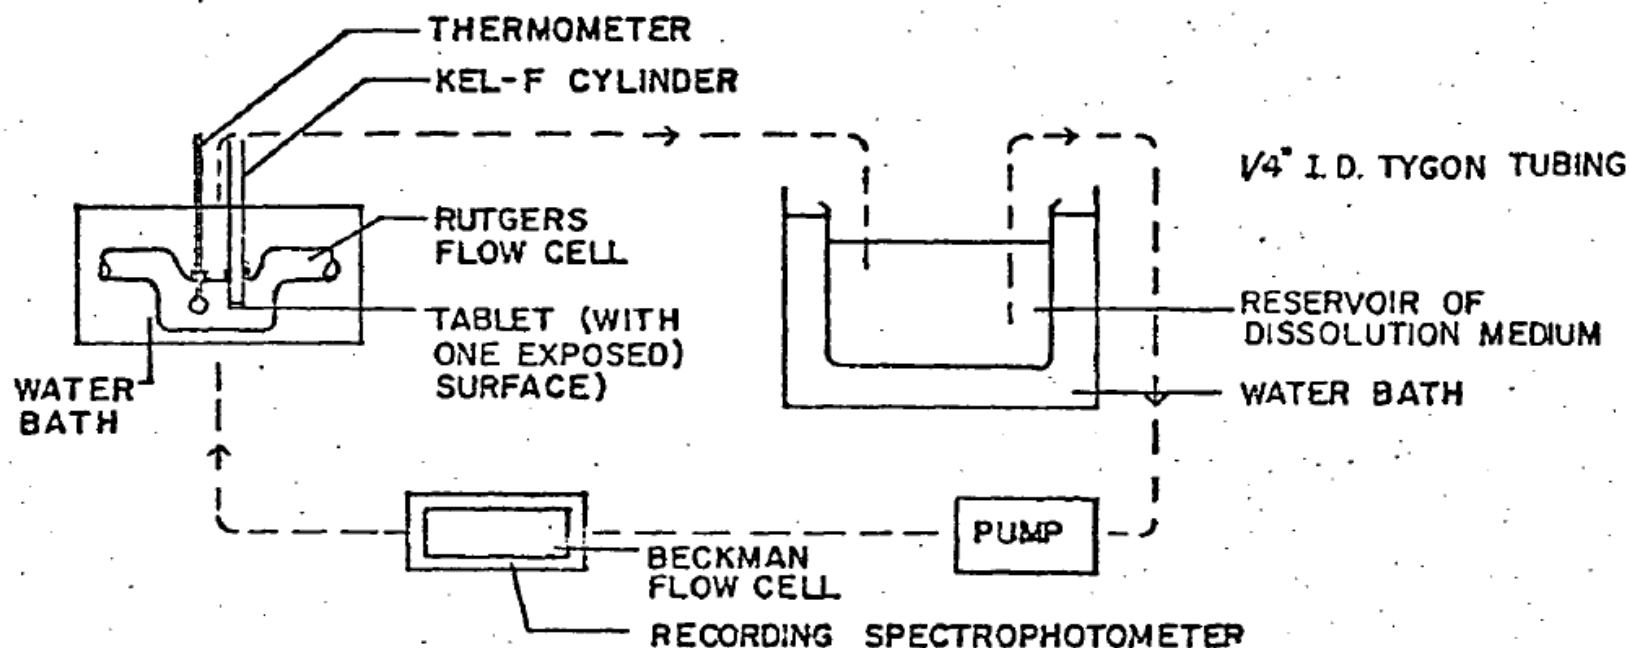 THERMOMETER
KEL-F CYLINDER
1/4" I.D. TYGON TUBING
RUTGERS
FLOW CELL
TABLET (WITH
ONE EXPOSED)
SURFACE)
RESERVOIR OF
DISSOLUTION MEDIUM
WATER
BATH
WATER BATH
PUMP
BECKMAN
FLOW CELL
RECORDING SPECTROPHOTOMETER